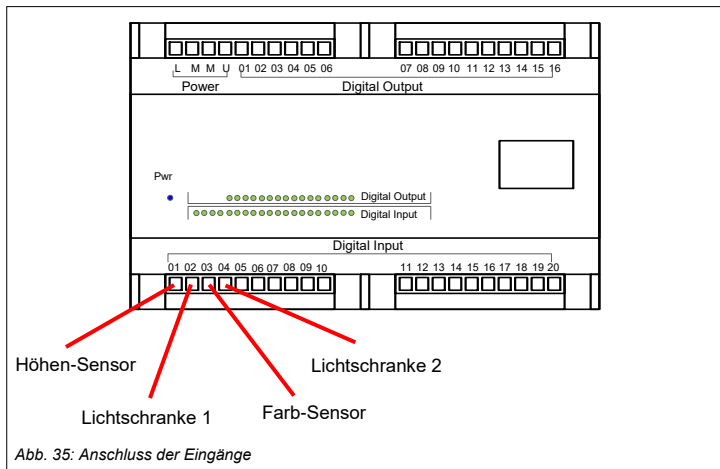 L M M U 01 02 03 04 05 06 07 08 09 10 11 12 13 14 15 16
Power Digital Output
Pwr
Digital Output
Digital Input
Digital Input
01 02 03 04 05 06 07 08 09 10 11 12 13 14 15 16 17 18 19 20
Höhen-Sensor
Lichtschranke 2
Lichtschranke 1
Farb-Sensor
Abb. 35: Anschluss der Eingänge